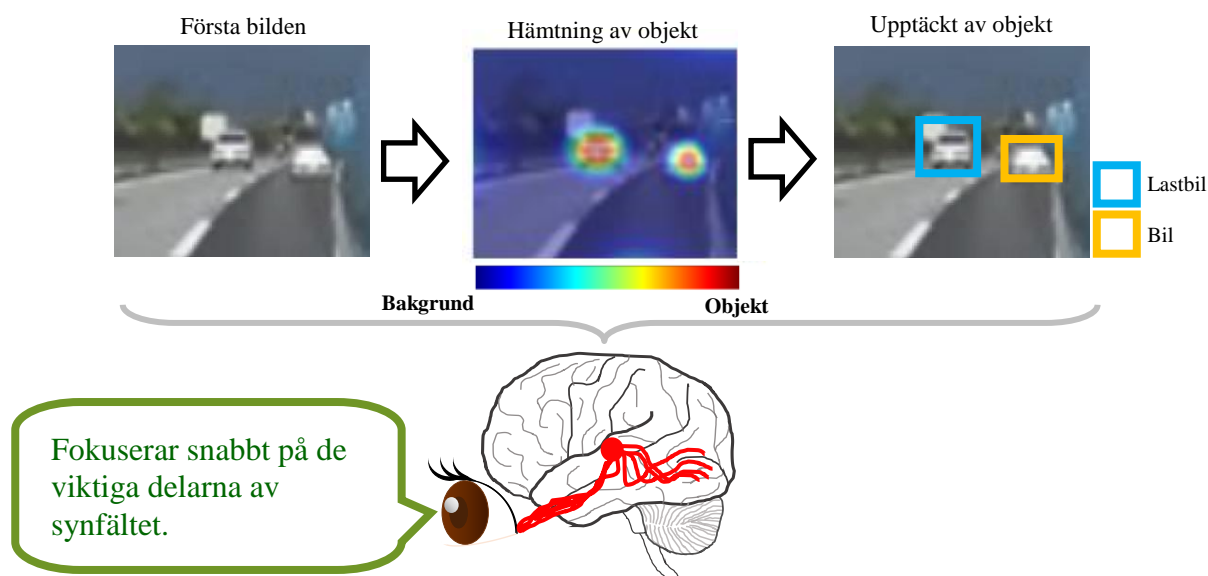 Första bilden
Hämtning av objekt
Upptäckt av objekt
Lastbil
Bil
Bakgrund
Objekt
Fokuserar snabbt på de
viktiga delarna av
synfältet.